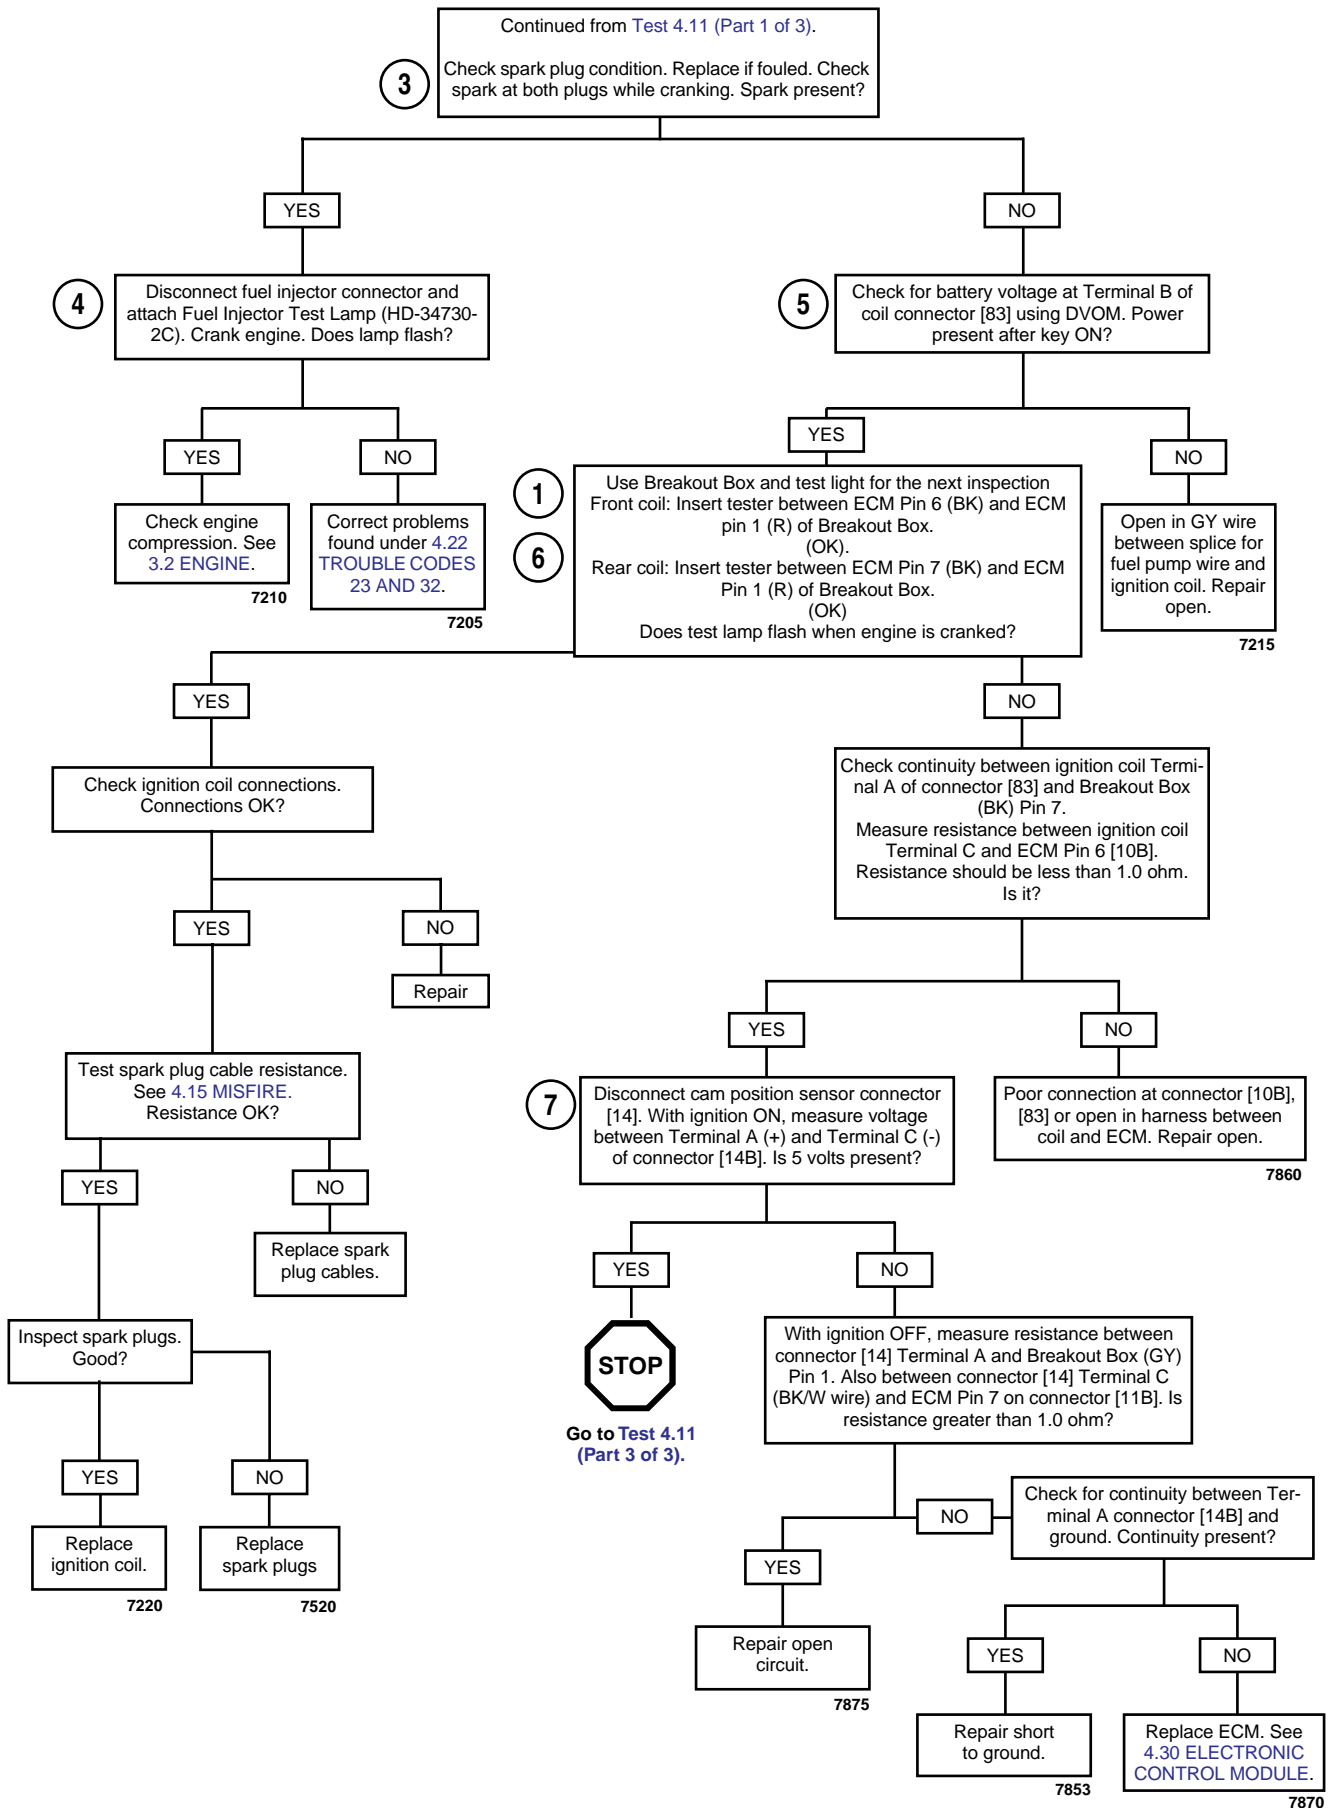 Continued from Test 4.11 (Part 1 of 3).
3
Check spark plug condition. Replace if fouled. Check
spark at both plugs while cranking. Spark present?
YES
NO
4
Disconnect fuel injector connector and
attach Fuel Injector Test Lamp (HD-34730-
2C). Crank engine. Does lamp flash?
5
Check for battery voltage at Terminal B of
coil connector [83] using DVOM. Power
present after key ON?
YES
NO
YES
NO
Check engine
compression. See
3.2 ENGINE.
7210
Correct problems
found under 4.22
TROUBLE CODES
23 AND 32.
7205
1
6
Use Breakout Box and test light for the next inspection
Front coil: Insert tester between ECM Pin 6 (BK) and ECM
pin 1 (R) of Breakout Box.
(OK).
Rear coil: Insert tester between ECM Pin 7 (BK) and ECM
Pin 1 (R) of Breakout Box.
(OK)
Does test lamp flash when engine is cranked?
Open in GY wire
between splice for
fuel pump wire and
ignition coil. Repair
open.
7215
YES
NO
Check ignition coil connections.
Connections OK?
Check continuity between ignition coil Termi-
nal A of connector [83] and Breakout Box
(BK) Pin 7.
Measure resistance between ignition coil
Terminal C and ECM Pin 6 [10B].
Resistance should be less than 1.0 ohm.
Is it?
YES
NO
Repair
YES
NO
Test spark plug cable resistance.
See 4.15 MISFIRE.
Resistance OK?
7
Disconnect cam position sensor connector
[14]. With ignition ON, measure voltage
between Terminal A (+) and Terminal C (-)
of connector [14B]. Is 5 volts present?
Poor connection at connector [10B],
[83] or open in harness between
coil and ECM. Repair open.
7860
YES
NO
Replace spark
plug cables.
YES
NO
STOP
Go to Test 4.11
(Part 3 of 3).
Inspect spark plugs.
Good?
With ignition OFF, measure resistance between
connector [14] Terminal A and Breakout Box (GY)
Pin 1. Also between connector [14] Terminal C
(BK/W wire) and ECM Pin 7 on connector [11B]. Is
resistance greater than 1.0 ohm?
YES
NO
Replace
ignition coil.
7220
Replace
spark plugs
7520
NO
Check for continuity between Ter-
minal A connector [14B] and
ground. Continuity present?
YES
Repair open
circuit.
7875
YES
NO
Repair short
to ground.
7853
Replace ECM. See
4.30 ELECTRONIC
CONTROL MODULE.
7870